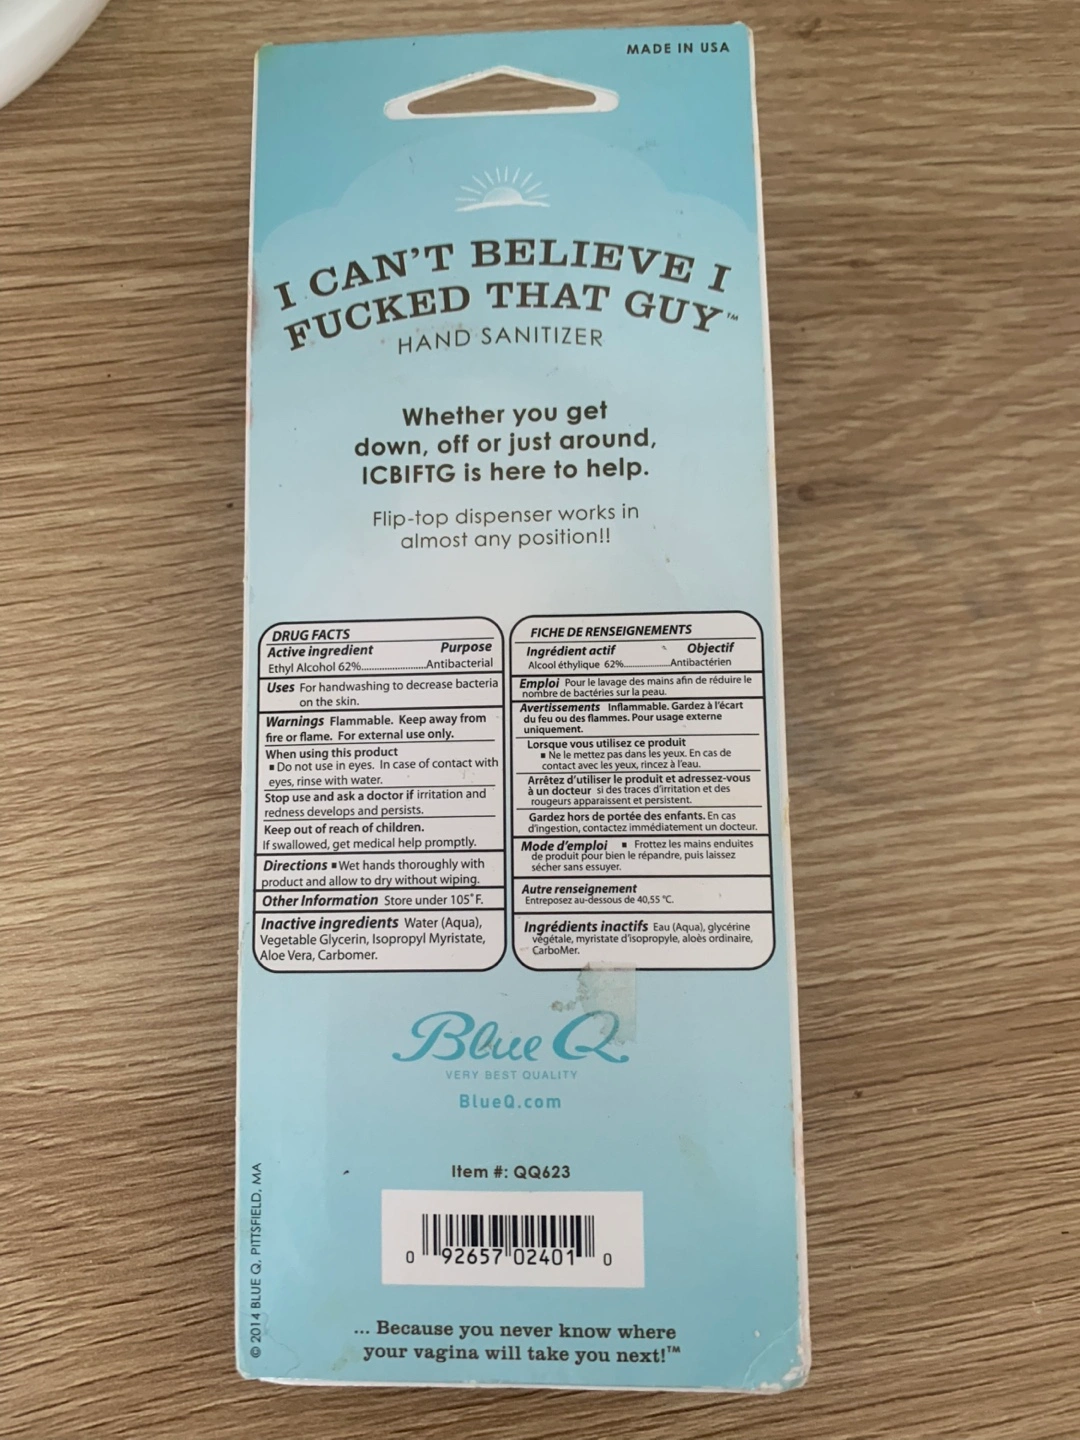 MADE IN USA
I CAN'T BELIEVE I
FUCKED THAT GUY™
HAND SANITIZER
Whether you get
down, off or just around,
ICBIFTG is here to help.
Flip-top dispenser works in
almost any position!!
DRUG FACTS
Active ingredient Purpose
Ethyl Alcohol 62%........................Antibacterial
Uses For handwashing to decrease bacteria
on the skin.
Warnings Flammable. Keep away from
fire or flame. For external use only.
When using this product
▪ Do not use in eyes. In case of contact with
eyes, rinse with water.
Stop use and ask a doctor if irritation and
redness develops and persists.
Keep out of reach of children.
If swallowed, get medical help promptly.
Directions ▪ Wet hands thoroughly with
product and allow to dry without wiping.
Other Information Store under 105°F.
Inactive ingredients Water (Aqua),
Vegetable Glycerin, Isopropyl Myristate,
Aloe Vera, Carbomer.
FICHE DE RENSEIGNEMENTS
Ingrédient actif Objectif
Alcool éthylique 62%..................Antibactérien
Emploi Pour le lavage des mains afin de réduire le
nombre de bactéries sur la peau.
Avertissements Inflammable. Gardez à l'écart
du feu ou des flammes. Pour usage externe
uniquement.
Lorsque vous utilisez ce produit
▪ Ne le mettez pas dans les yeux. En cas de
contact avec les yeux, rincez à l'eau.
Arrêtez d'utiliser le produit et adressez-vous
à un docteur si des traces d'irritation et des
rougeurs apparaissent et persistent.
Gardez hors de portée des enfants. En cas
d'ingestion, contactez immédiatement un docteur.
Mode d'emploi ▪ Frottez les mains enduites
de produit pour bien le répandre, puis laissez
sécher sans essuyer.
Autre renseignement
Entreposez au-dessous de 40,55 °C.
Ingrédients inactifs Eau (Aqua), glycérine
végétale, myristate d'isopropyle, aloès ordinaire,
CarboMer.
Blue Q
VERY BEST QUALITY
BlueQ.com
Item #: QQ623
0 92657 02401 0
... Because you never know where
your vagina will take you next!™
© 2014 BLUE Q. PITTSFIELD, MA